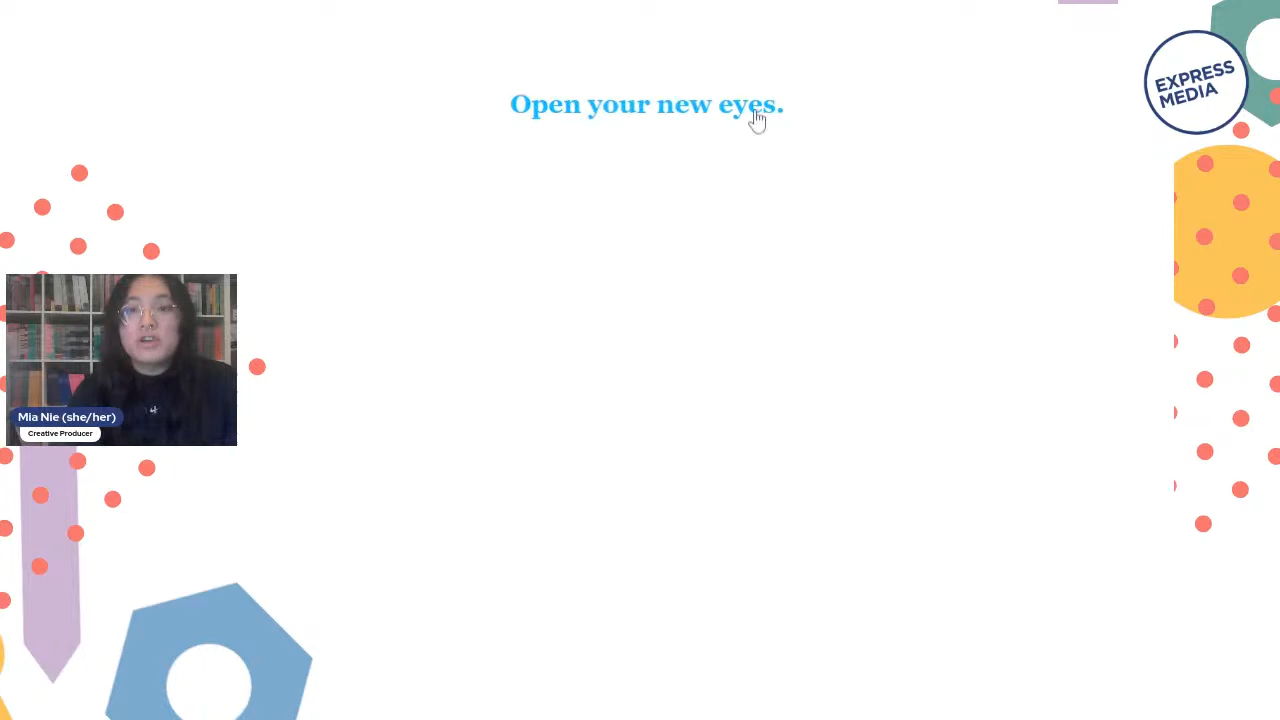 Open your new eyes.
EXPRESS
MEDIA
Mia Nie (she/her)
Creative Producer